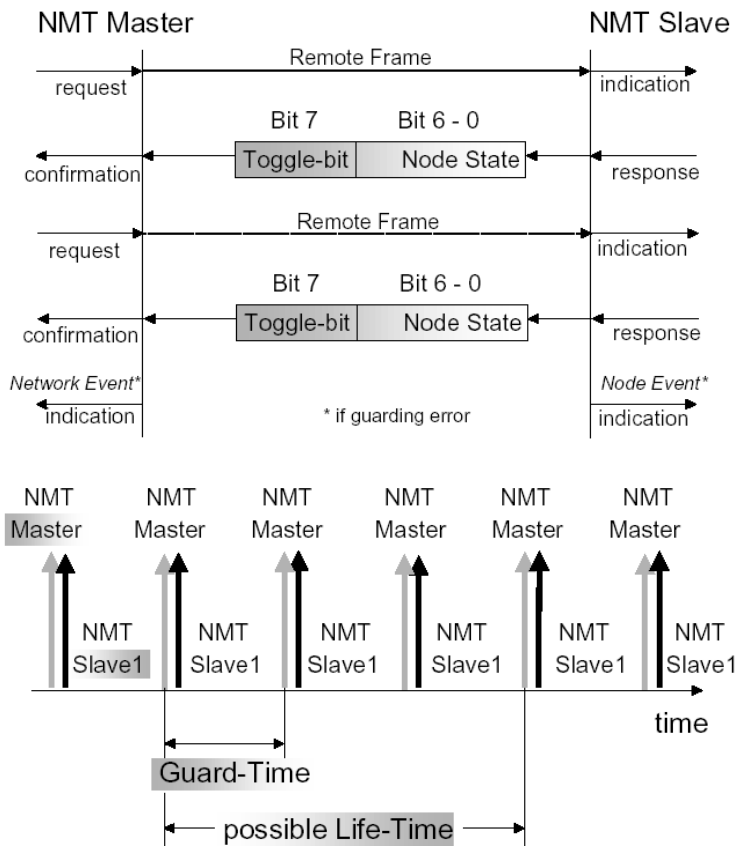 NMT Master NMT Slave
Remote Frame
request indication
Bit 7 Bit 6 - 0
Toggle-bit Node State
confirmation response
Remote Frame
request indication
Bit 7 Bit 6 - 0
Toggle-bit Node State
confirmation response
Network Event* Node Event*
indication * if guarding error indication
NMT NMT NMT NMT NMT NMT
Master Master Master Master Master Master
NMT NMT NMT NMT NMT NMT
Slave1 Slave1 Slave1 Slave1 Slave1 Slave1
time
Guard-Time
possible Life-Time